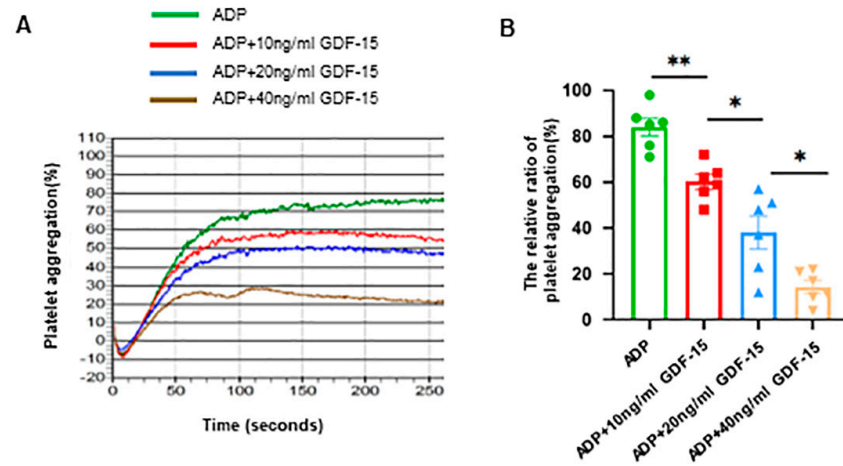 A
ADP
ADP+10ng/ml GDF-15
ADP+20ng/ml GDF-15
ADP+40ng/ml GDF-15
Platelet aggregation(%)
110
100
90
80
70
60
50
40
30
20
10
0
-10
-20
0
50
100
150
200
250
Time (seconds)
B
**
*
*
The relative ratio of
platelet aggregation(%)
100
80
60
40
20
0
ADP
ADP+10ng/ml GDF-15
ADP+20ng/ml GDF-15
ADP+40ng/ml GDF-15